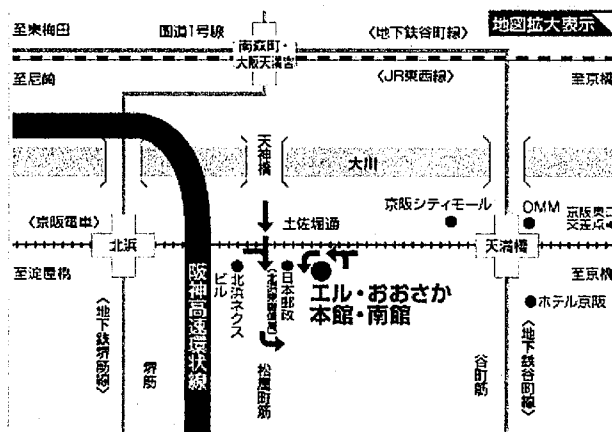 地図拡大表示
至東梅田
国道1号線
〈地下鉄谷町線〉
南森町・
大阪天満宮
至尼崎
〈JR東西線〉
至京橋
天神橋
大川
京阪シティモール
OMM
〈京阪電車〉
土佐堀通
北浜
天満橋
至淀屋橋
至京橋
阪神高速環状線
北浜ネクス
ビル
日本郵政
エル・おおさか
本館・南館
ホテル京阪
〈地下鉄堺筋線〉
堺筋
松屋町筋
谷町筋
〈地下鉄谷町線〉